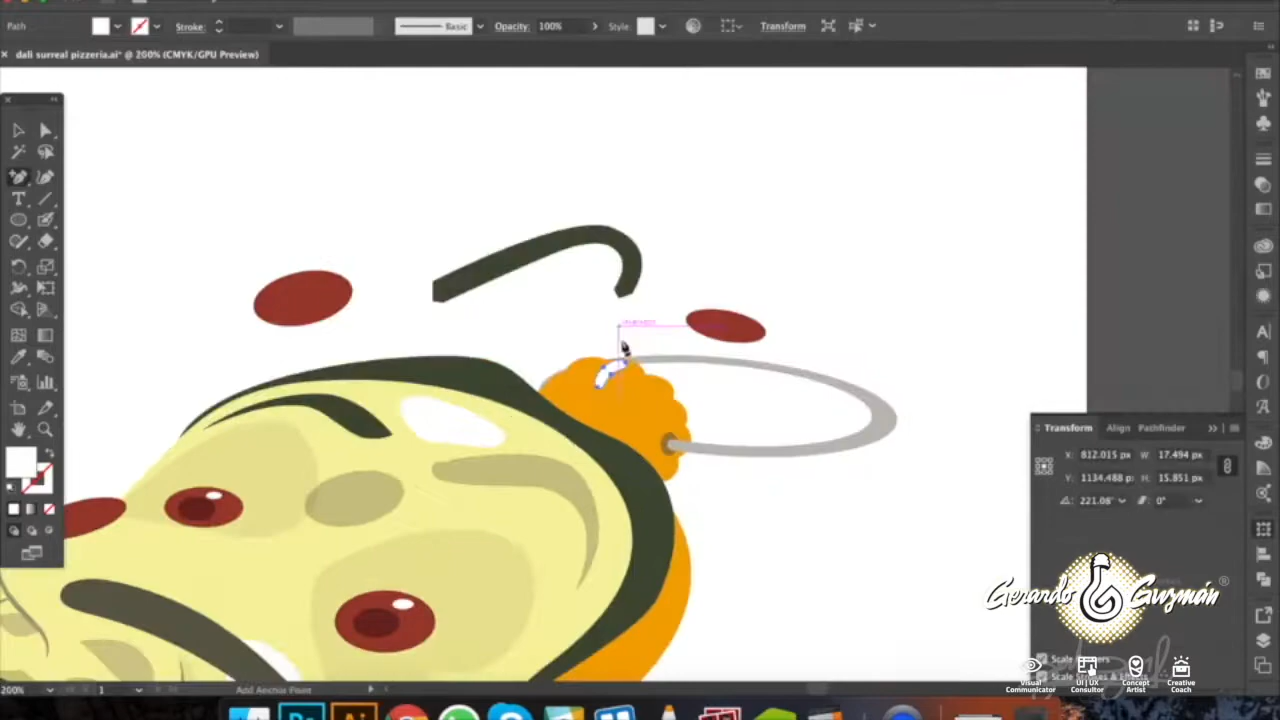 Path
Stroke:
Basic
Opacity: 100%
Style:
Transform
dali surreal pizzeria.ai* @ 200% (CMYK/GPU Preview)
Transform Align Pathfinder
X: 812.015 px W: 17.494 px
Y: 1134.488 p H: 15.851 px
221.08° 0°
Gerardo Guzmán ®
Visual Communicator
UI | UX Consultor
Concept Artist
Creative Coach
200% 1 Add Anchor Point